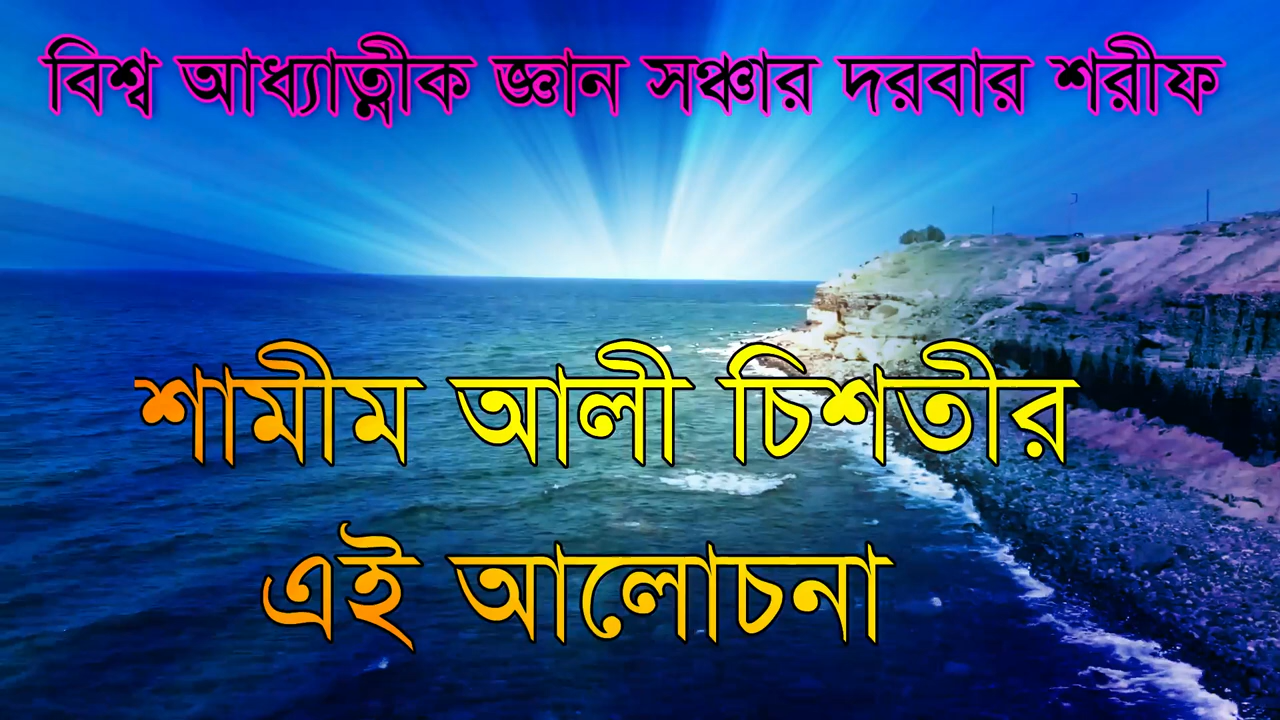 বিশ্ব আধ্যাত্নীক জ্ঞান সঞ্চার দরবার শরীফ
শামীম আলী চিশতীর
এই আলোচনা